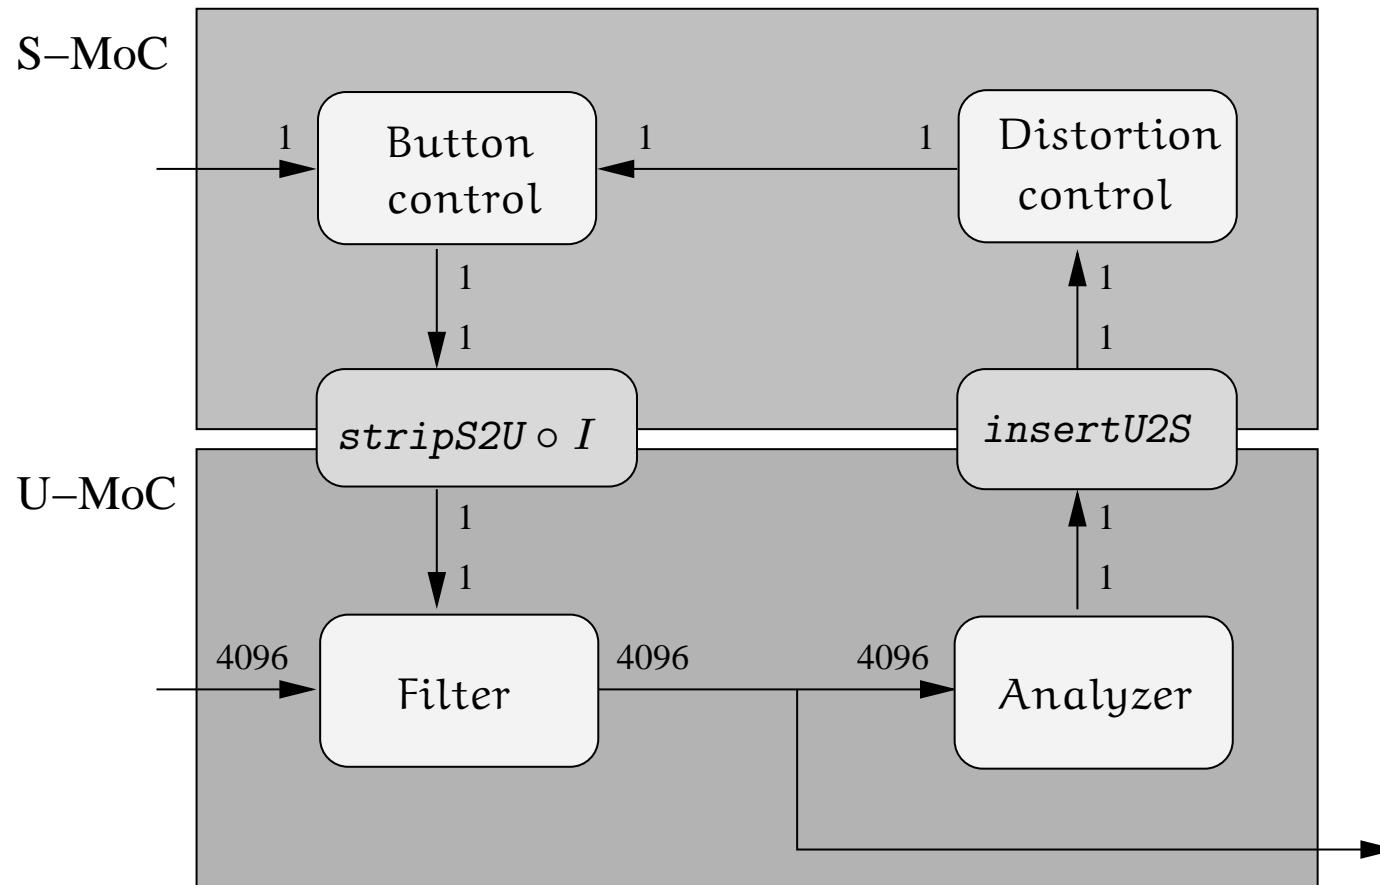 S–MoC
1
Button
control
1
1
Distortion
control
1
1
1
1
stripS2U ∘ I
insertU2S
U–MoC
1
1
1
1
4096
Filter
4096
4096
Analyzer